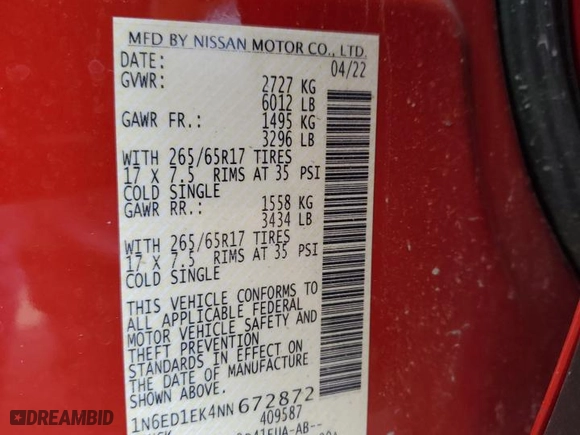 MFD BY NISSAN MOTOR CO., LTD.
DATE: 04/22
GVWR: 2727 KG
6012 LB
GAWR FR.: 1495 KG
3296 LB
WITH 265/65R17 TIRES
17 X 7.5 RIMS AT 35 PSI
COLD SINGLE
GAWR RR.: 1558 KG
3434 LB
WITH 265/65R17 TIRES
17 X 7.5 RIMS AT 35 PSI
COLD SINGLE
THIS VEHICLE CONFORMS TO
ALL APPLICABLE FEDERAL
MOTOR VEHICLE SAFETY AND
THEFT PREVENTION
STANDARDS IN EFFECT ON
THE DATE OF MANUFACTURE
SHOWN ABOVE.
1N6ED1EK4NN672872
409587
DREAMBID